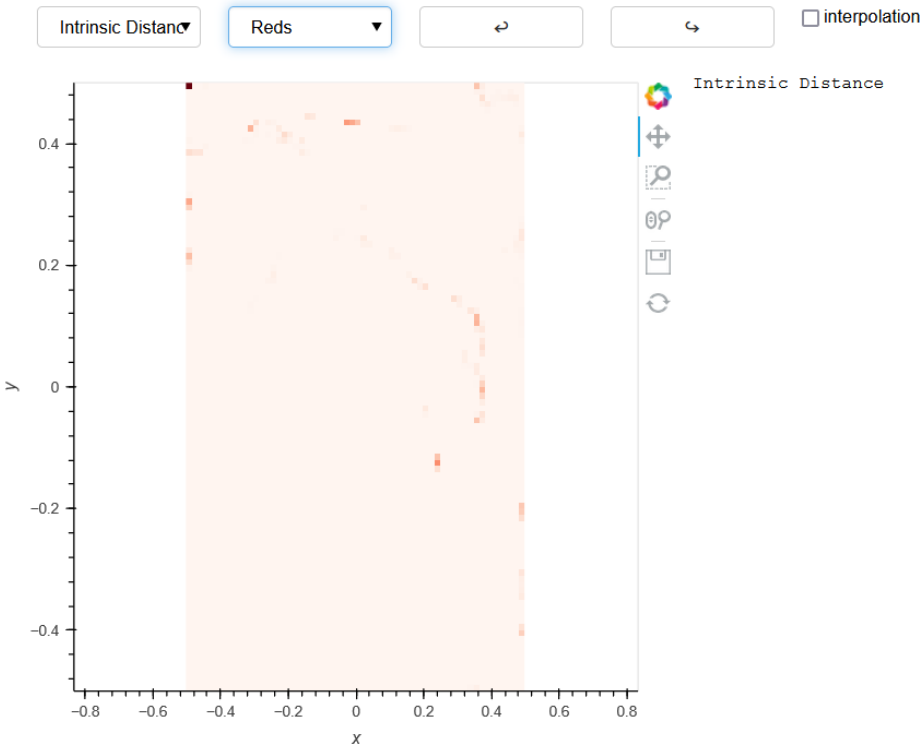 Intrinsic Distanc
Reds
↩
↪
interpolation
Intrinsic Distance
0.4
0.2
0
−0.2
−0.4
y
−0.8 −0.6 −0.4 −0.2 0 0.2 0.4 0.6 0.8
x